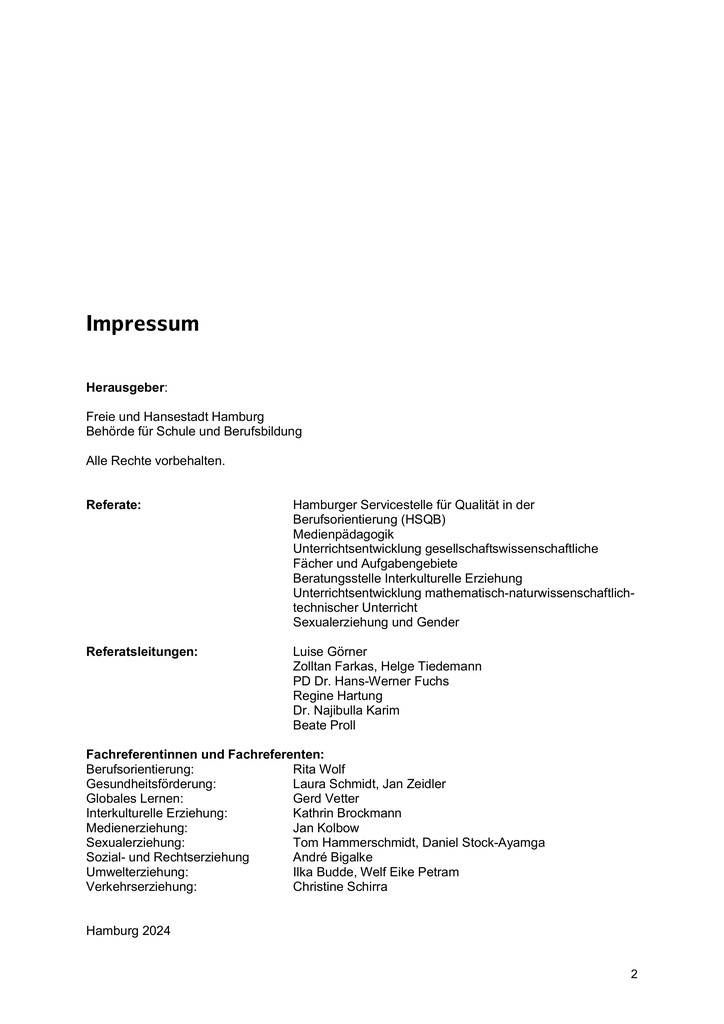 Impressum
Herausgeber:
Freie und Hansestadt Hamburg
Behörde für Schule und Berufsbildung
Alle Rechte vorbehalten.
Referate: Hamburger Servicestelle für Qualität in der
Berufsorientierung (HSQB)
Medienpädagogik
Unterrichtsentwicklung gesellschaftswissenschaftliche
Fächer und Aufgabengebiete
Beratungsstelle Interkulturelle Erziehung
Unterrichtsentwicklung mathematisch-naturwissenschaftlich-
technischer Unterricht
Sexualerziehung und Gender
Referatsleitungen: Luise Görner
Zolltan Farkas, Helge Tiedemann
PD Dr. Hans-Werner Fuchs
Regine Hartung
Dr. Najibulla Karim
Beate Proll
Fachreferentinnen und Fachreferenten:
Berufsorientierung: Rita Wolf
Gesundheitsförderung: Laura Schmidt, Jan Zeidler
Globales Lernen: Gerd Vetter
Interkulturelle Erziehung: Kathrin Brockmann
Medienerziehung: Jan Kolbow
Sexualerziehung: Tom Hammerschmidt, Daniel Stock-Ayamga
Sozial- und Rechtserziehung André Bigalke
Umwelterziehung: Ilka Budde, Welf Eike Petram
Verkehrserziehung: Christine Schirra
Hamburg 2024
2